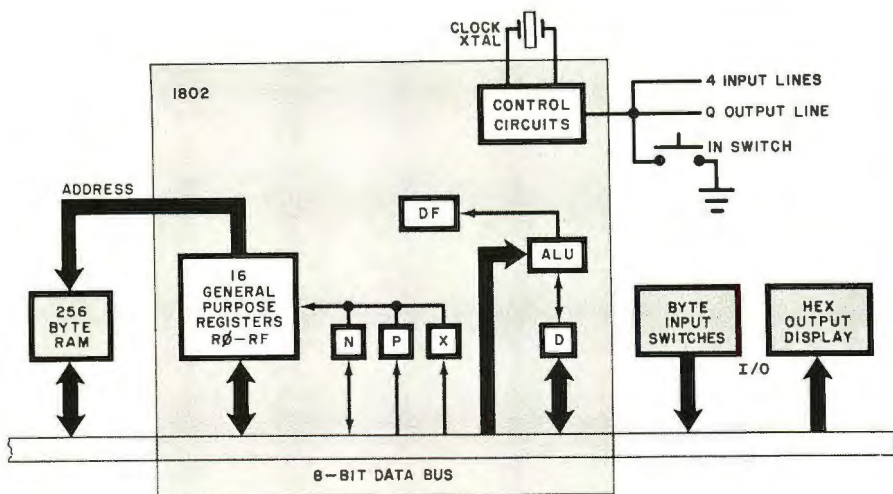 CLOCK
XTAL
1802
CONTROL
CIRCUITS
4 INPUT LINES
Q OUTPUT LINE
IN SWITCH
ADDRESS
DF
ALU
16
GENERAL
PURPOSE
REGISTERS
RØ-RF
256
BYTE
RAM
N
P
X
D
BYTE
INPUT
SWITCHES
HEX
OUTPUT
DISPLAY
I/O
8-BIT DATA BUS